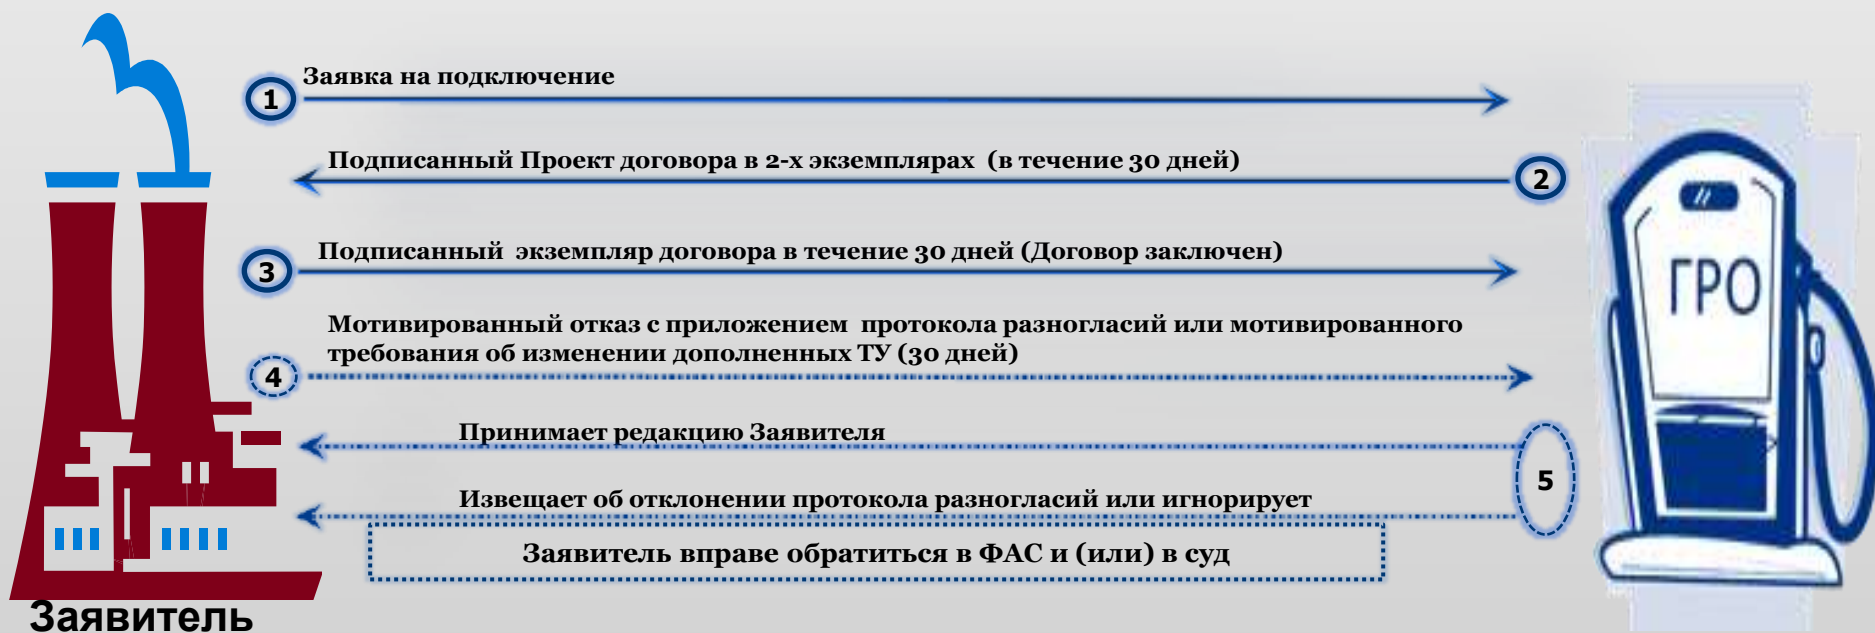 Заявка на подключение
1
Подписанный Проект договора в 2-х экземплярах (в течение 30 дней)
2
Подписанный экземпляр договора в течение 30 дней (Договор заключен)
3
ГРО
Мотивированный отказ с приложением протокола разногласий или мотивированного
требования об изменении дополненных ТУ (30 дней)
4
Принимает редакцию Заявителя
5
Извещает об отклонении протокола разногласий или игнорирует
Заявитель вправе обратиться в ФАС и (или) в суд
Заявитель